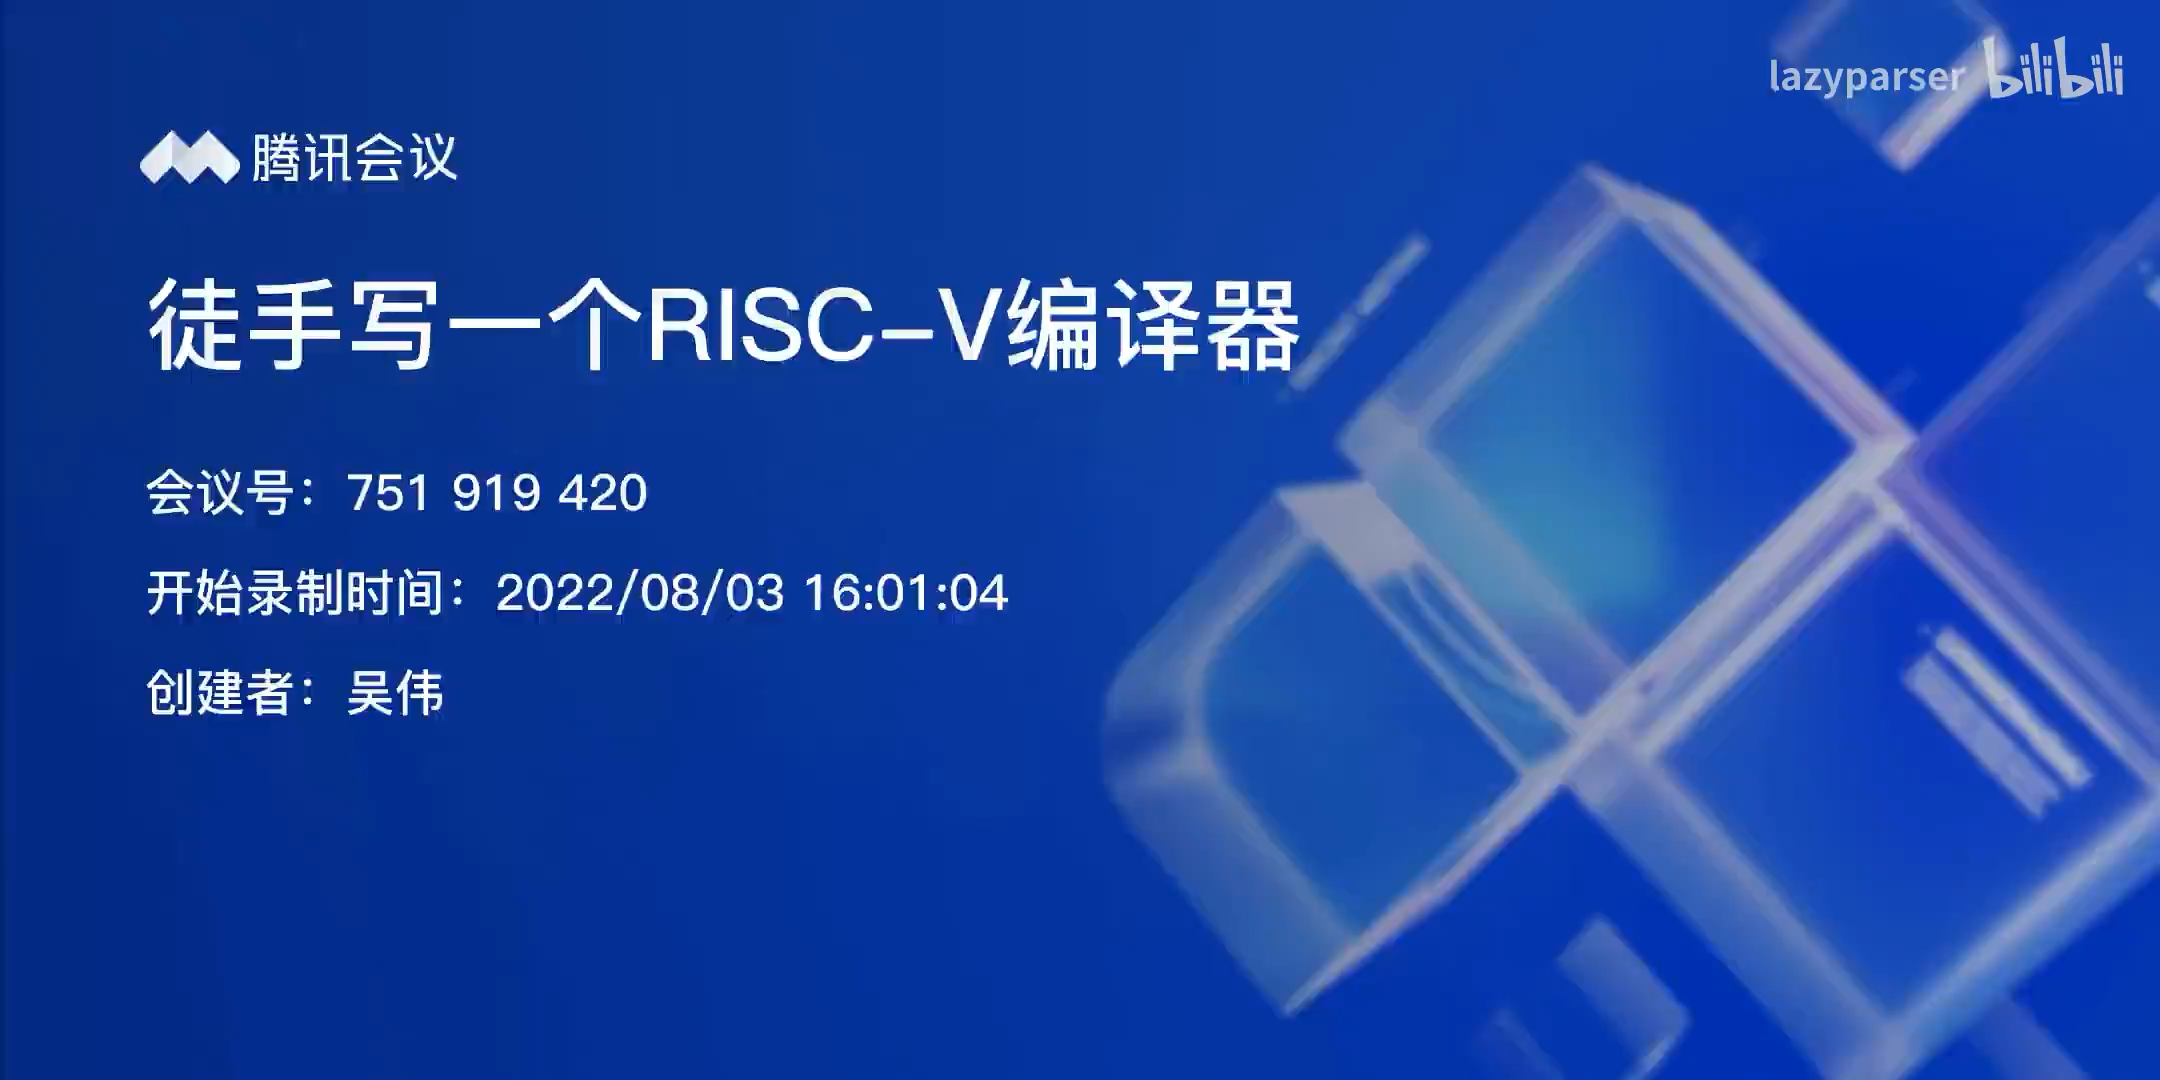 lazyparser bilibili
腾讯会议
徒手写一个RISC-V编译器
会议号：751 919 420
开始录制时间：2022/08/03 16:01:04
创建者：吴伟